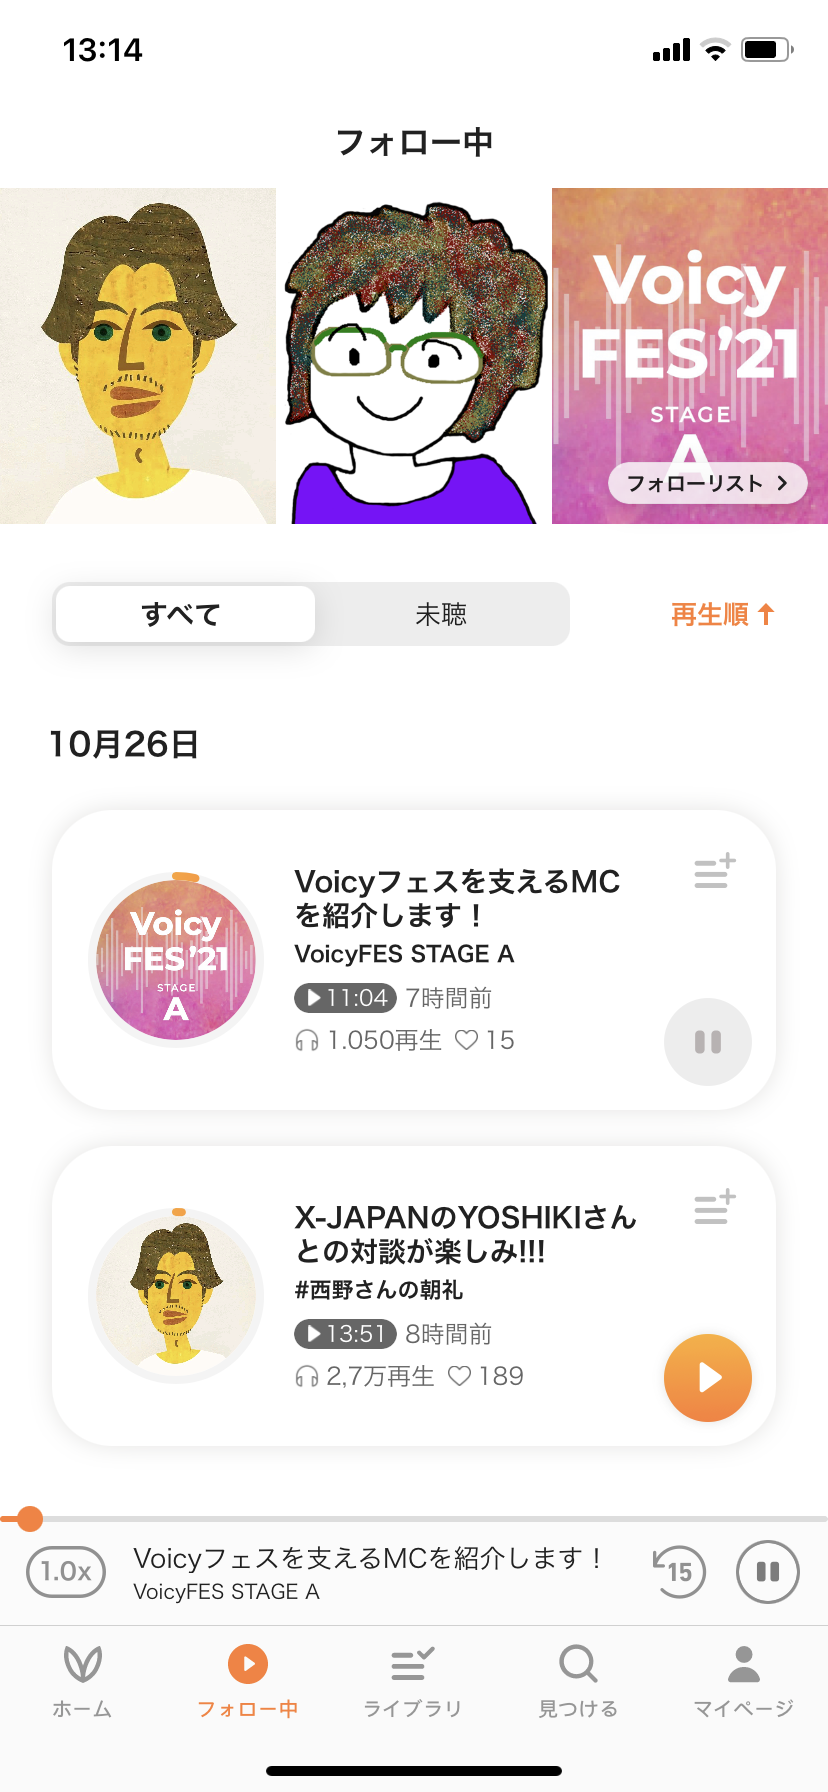 13:14
フォロー中
Voicy
FES'21
STAGE
A
フォローリスト
すべて
未聴
再生順↑
10月26日
Voicy
FES'21
STAGE
A
Voicyフェスを支えるMC
を紹介します！
VoicyFES STAGE A
11:04 7時間前
1.050再生 15
X-JAPANのYOSHIKIさん
との対談が楽しみ!!!
#西野さんの朝礼
13:51 8時間前
2,7万再生 189
1.0x
Voicyフェスを支えるMCを紹介します！
VoicyFES STAGE A
15
ホーム
フォロー中
ライブラリ
見つける
マイページ